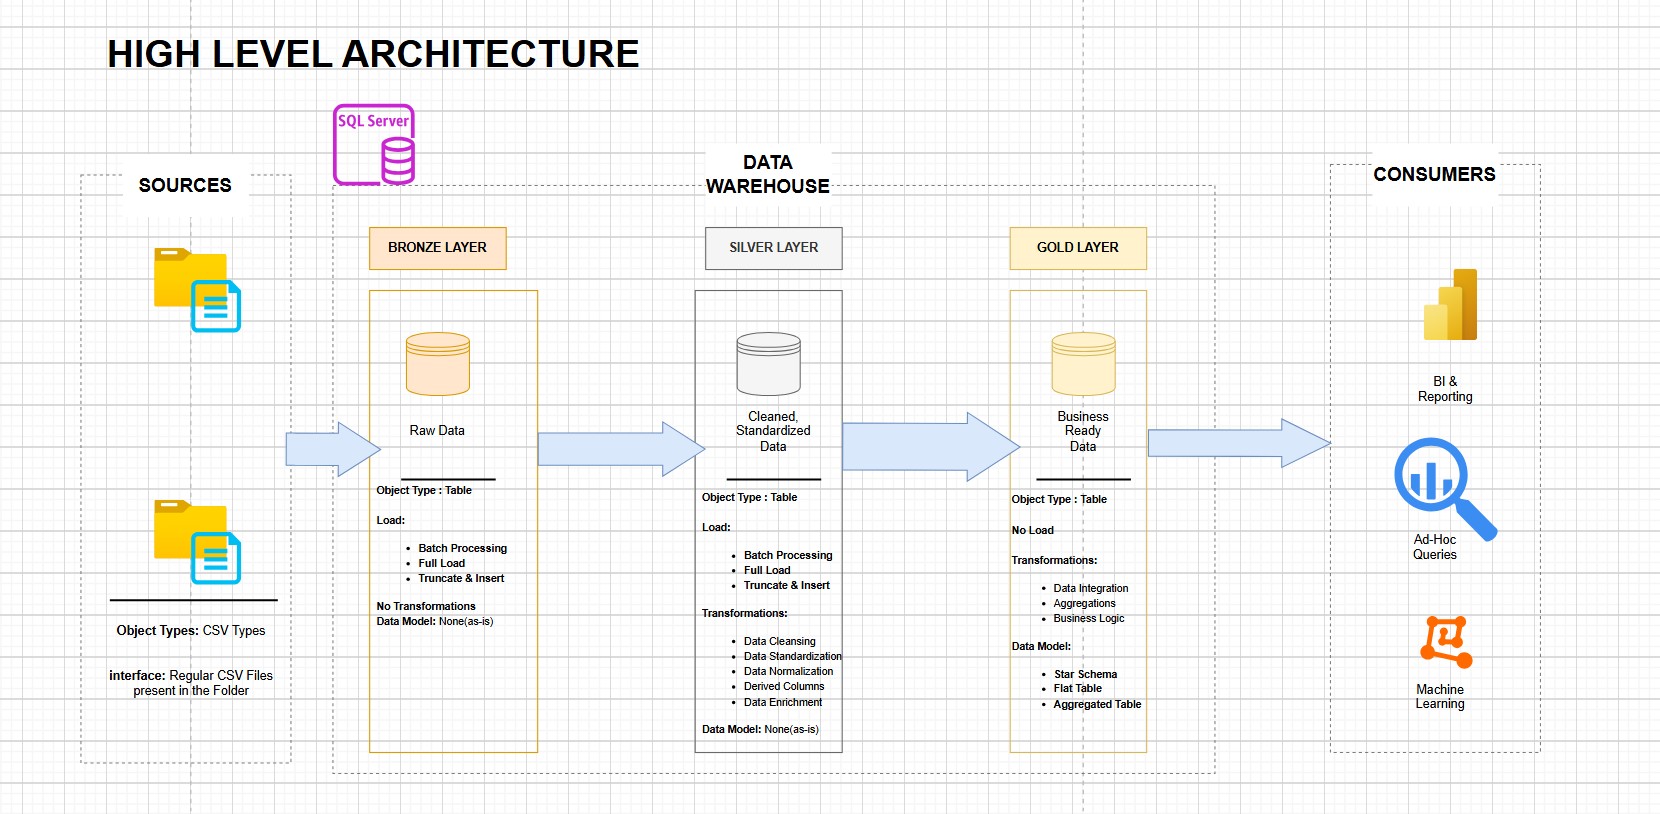 HIGH LEVEL ARCHITECTURE
SQL Server
SOURCES
Object Types: CSV Types
interface: Regular CSV Files
present in the Folder
DATA
WAREHOUSE
BRONZE LAYER
Raw Data
Object Type : Table
Load:
• Batch Processing
• Full Load
• Truncate & Insert
No Transformations
Data Model: None(as-is)
SILVER LAYER
Cleaned,
Standardized
Data
Object Type : Table
Load:
• Batch Processing
• Full Load
• Truncate & Insert
Transformations:
• Data Cleansing
• Data Standardization
• Data Normalization
• Derived Columns
• Data Enrichment
Data Model: None(as-is)
GOLD LAYER
Business
Ready
Data
Object Type : Table
No Load
Transformations:
• Data Integration
• Aggregations
• Business Logic
Data Model:
• Star Schema
• Flat Table
• Aggregated Table
CONSUMERS
BI &
Reporting
Ad-Hoc
Queries
Machine
Learning